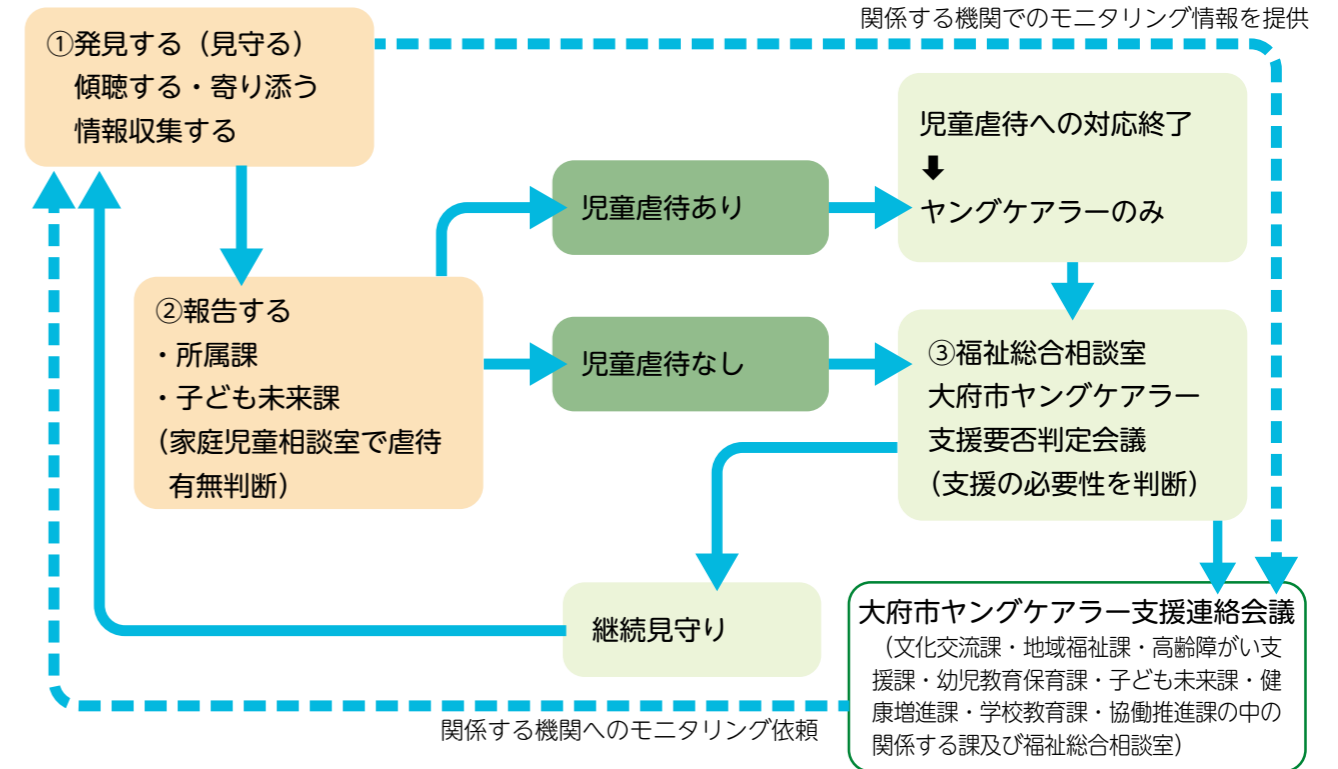 関係する機関でのモニタリング情報を提供
①発見する（見守る）
傾聴する・寄り添う
情報収集する
児童虐待への対応終了
⬇
ヤングケアラーのみ
児童虐待あり
②報告する
・所属課
・子ども未来課
（家庭児童相談室で虐待
有無判断）
児童虐待なし
③福祉総合相談室
大府市ヤングケアラー
支援要否判定会議
（支援の必要性を判断）
継続見守り
大府市ヤングケアラー支援連絡会議
（文化交流課・地域福祉課・高齢障がい支
援課・幼児教育保育課・子ども未来課・健
康増進課・学校教育課・協働推進課の中の
関係する課及び福祉総合相談室）
関係する機関へのモニタリング依頼